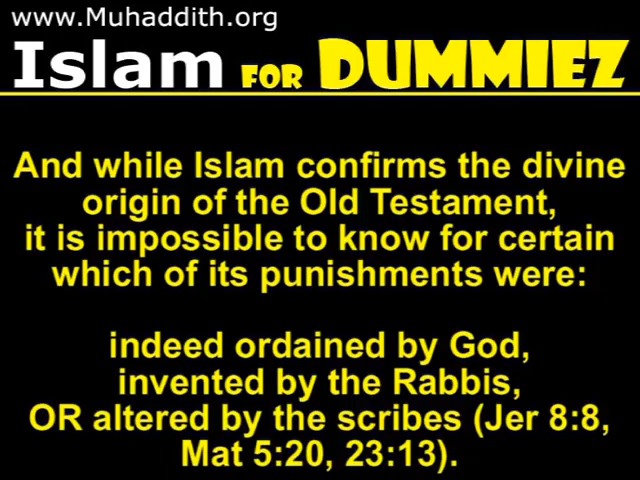 www.Muhaddith.org
Islam FOR DUMMIEZ
And while Islam confirms the divine
origin of the Old Testament,
it is impossible to know for certain
which of its punishments were:
indeed ordained by God,
invented by the Rabbis,
OR altered by the scribes (Jer 8:8,
Mat 5:20, 23:13).